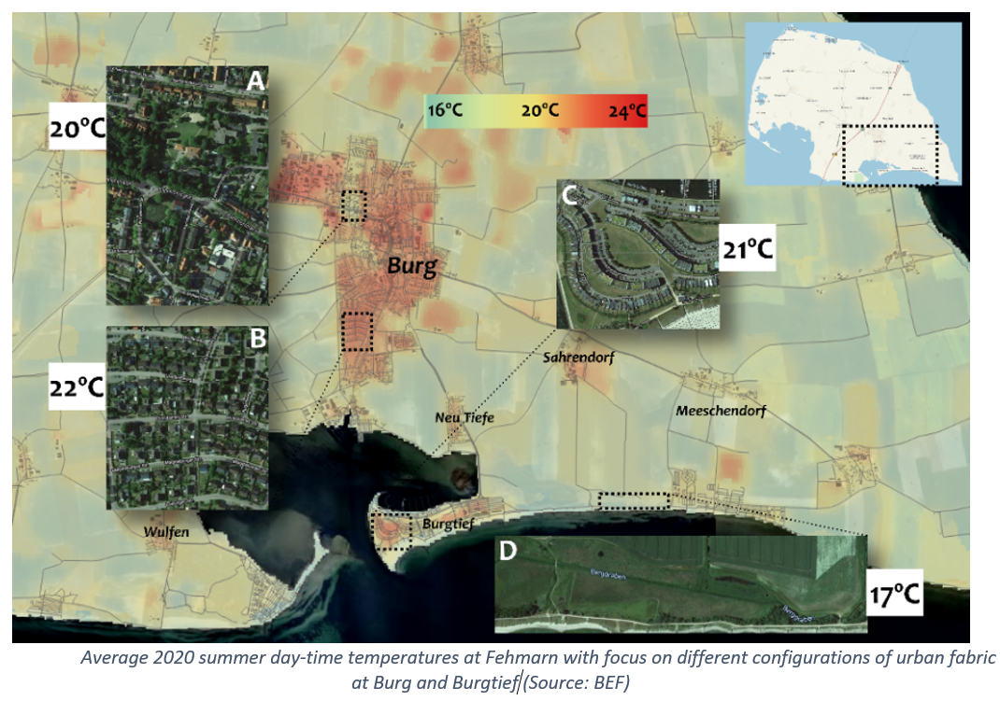 A
20°C
16°C 20°C 24°C
C
21°C
Burg
B
22°C
Sahrendorf
Neu Tiefe
Meeschendorf
Wulfen
Burgtief
D
Berggraben
17°C
Average 2020 summer day-time temperatures at Fehmarn with focus on different configurations of urban fabric
at Burg and Burgtief (Source: BEF)